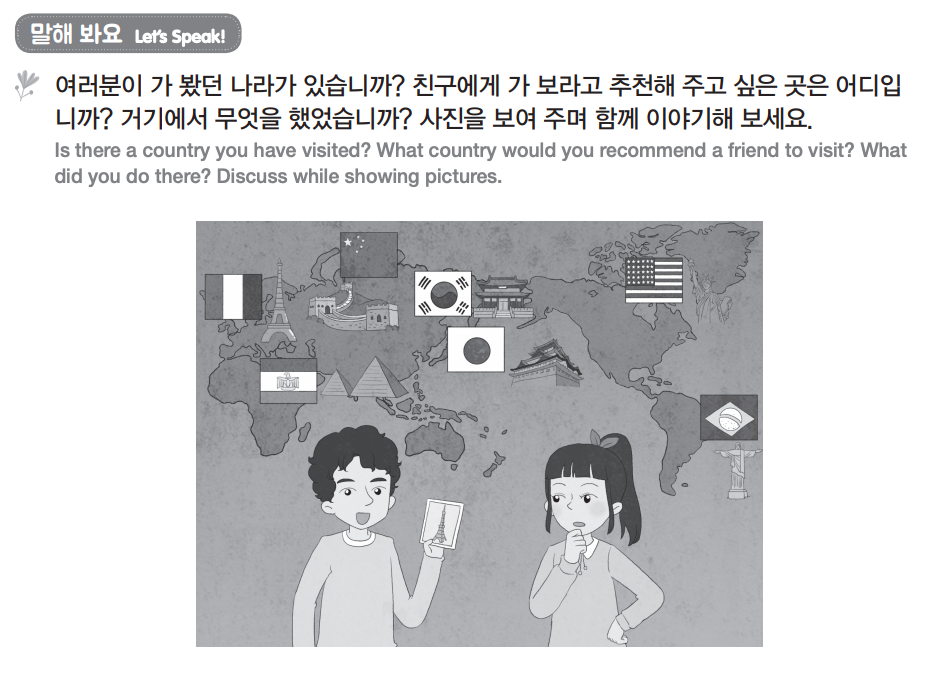 말해 봐요 Let's Speak!
여러분이 가 봤던 나라가 있습니까? 친구에게 가 보라고 추천해 주고 싶은 곳은 어디입
니까? 거기에서 무엇을 했었습니까? 사진을 보여 주며 함께 이야기해 보세요.
Is there a country you have visited? What country would you recommend a friend to visit? What
did you do there? Discuss while showing pictures.